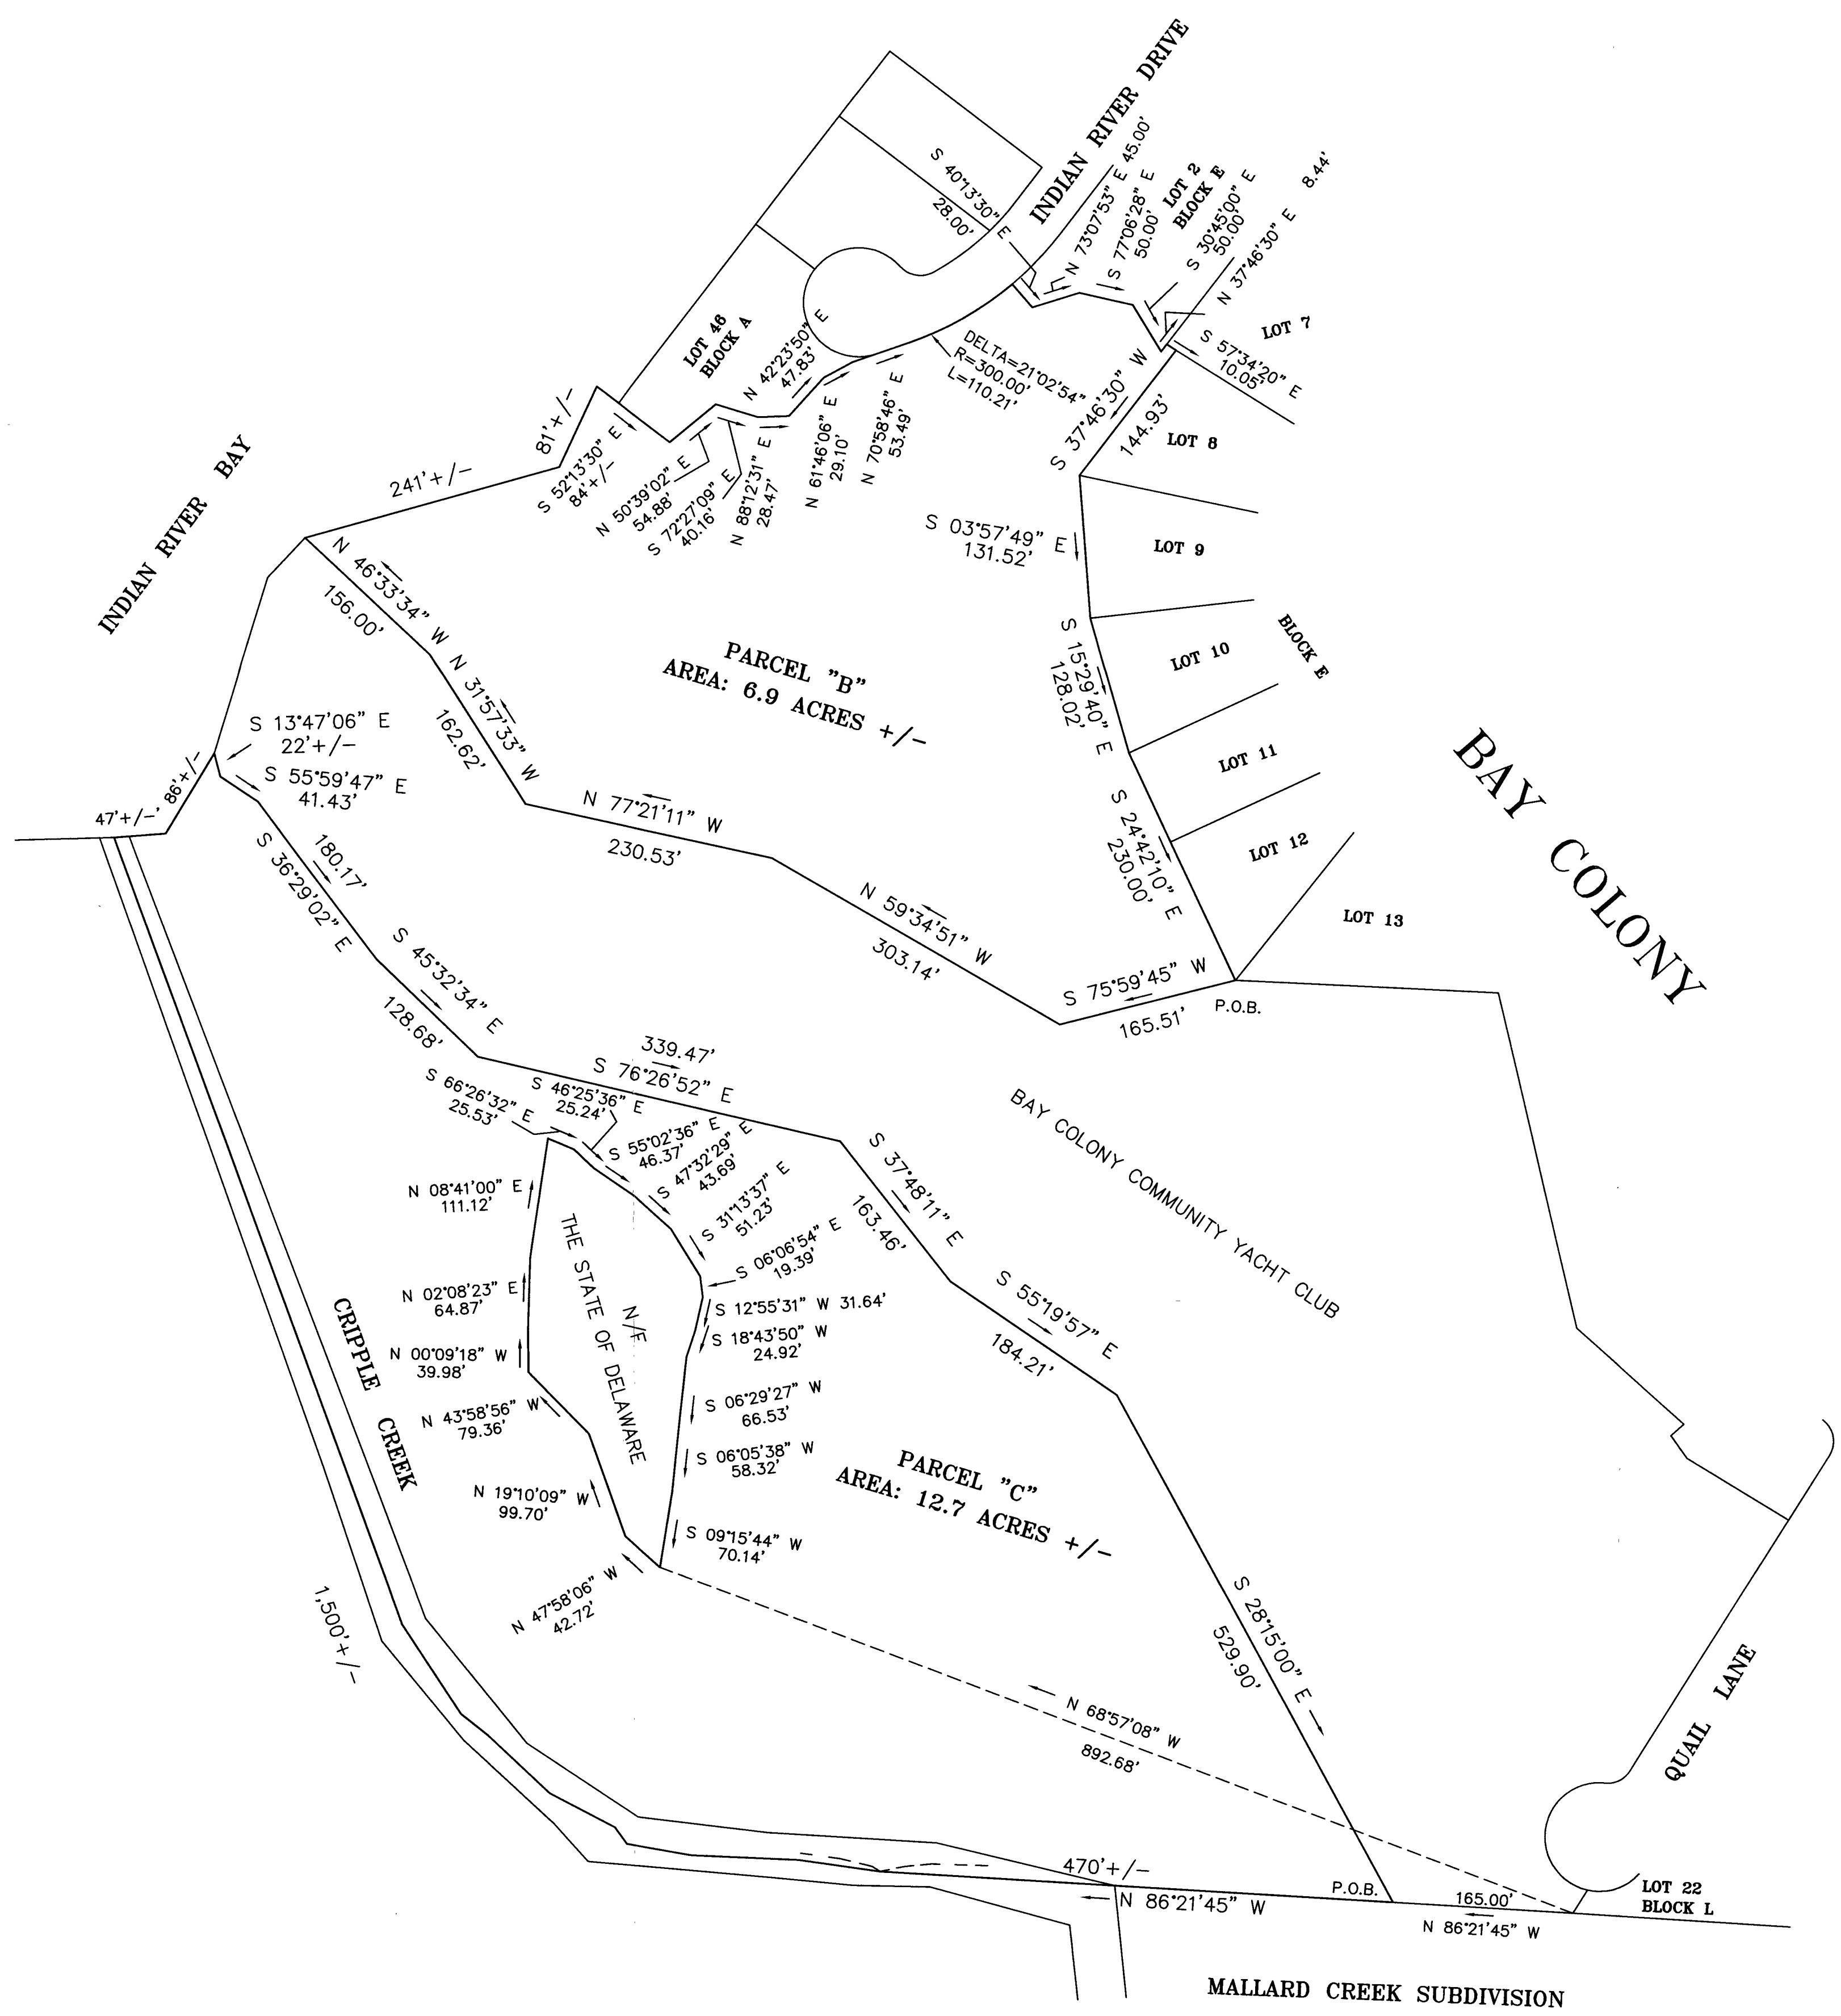 INDIAN RIVER DRIVE
S 40°13'30" E
28.00'
N 73°07'53" E 45.00'
S 77°06'28" E
50.00'
LOT 2
BLOCK E
S 30°45'00" E
50.00'
N 37°46'30" E 8.44'
LOT 7
S 57°34'20" E
10.05'
LOT 46
BLOCK A
N 42°23'50" E
47.83'
DELTA=21°02'54"
R=300.00'
L=110.21'
S 37°46'30" W
144.93'
LOT 8
81'+/-
241'+/-
S 52°13'30" E
84'+/-
N 50°39'02" E
54.88'
S 72°27'09" E
40.16'
N 88°12'31" E
28.47'
N 61°46'06" E
29.10'
N 70°58'46" E
53.49'
INDIAN RIVER BAY
S 03°57'49" E
131.52'
LOT 9
N 46°33'34" W
156.00'
S 15°29'40" E
128.02'
LOT 10
BLOCK E
PARCEL "B"
AREA: 6.9 ACRES +/-
N 31°57'33" W
162.62'
S 13°47'06" E
22'+/-
S 55°59'47" E
41.43'
86'+/-
47'+/-'
LOT 11
BAY COLONY
N 77°21'11" W
230.53'
S 24°42'10" E
230.00'
LOT 12
LOT 13
180.17'
S 36°29'02" E
N 59°34'51" W
303.14'
S 75°59'45" W
165.51'
P.O.B.
S 45°32'34" E
128.68'
339.47'
S 76°26'52" E
S 66°26'32" E
25.53'
S 46°25'36" E
25.24'
S 55°02'36" E
46.37'
S 47°32'29" E
43.69'
S 31°13'37" E
51.23'
S 06°06'54" E
19.39'
S 12°55'31" W 31.64'
S 18°43'50" W
24.92'
S 06°29'27" W
66.53'
S 06°05'38" W
58.32'
S 09°15'44" W
70.14'
BAY COLONY COMMUNITY YACHT CLUB
S 37°48'11" E
163.46'
S 55°19'57" E
184.21'
N 08°41'00" E
111.12'
N 02°08'23" E
64.87'
N 00°09'18" W
39.98'
N 43°58'56" W
79.36'
N 19°10'09" W
99.70'
N 47°58'06" W
42.72'
N/F
THE STATE OF DELAWARE
CRIPPLE CREEK
PARCEL "C"
AREA: 12.7 ACRES +/-
1,500'+/-
S 28°15'00" E
529.90'
N 68°57'08" W
892.68'
QUAIL LANE
470'+/-
N 86°21'45" W
P.O.B.
165.00'
N 86°21'45" W
LOT 22
BLOCK L
MALLARD CREEK SUBDIVISION